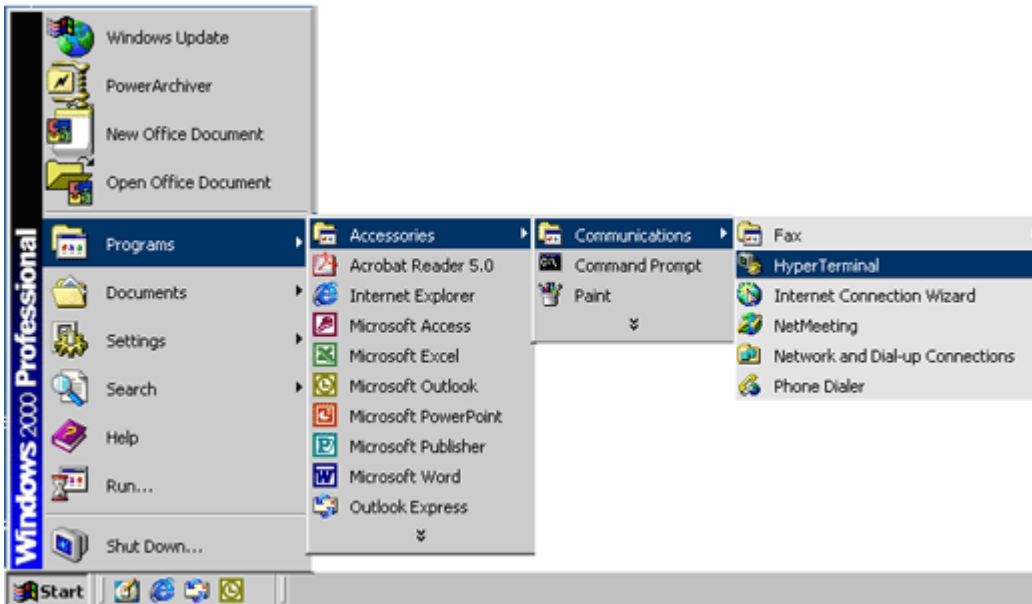 Windows 2000 Professional
Windows Update
PowerArchiver
New Office Document
Open Office Document
Programs
Documents
Settings
Search
Help
Run...
Shut Down...
Accessories
Acrobat Reader 5.0
Internet Explorer
Microsoft Access
Microsoft Excel
Microsoft Outlook
Microsoft PowerPoint
Microsoft Publisher
Microsoft Word
Outlook Express
Communications
Command Prompt
Paint
Fax
HyperTerminal
Internet Connection Wizard
NetMeeting
Network and Dial-up Connections
Phone Dialer
Start